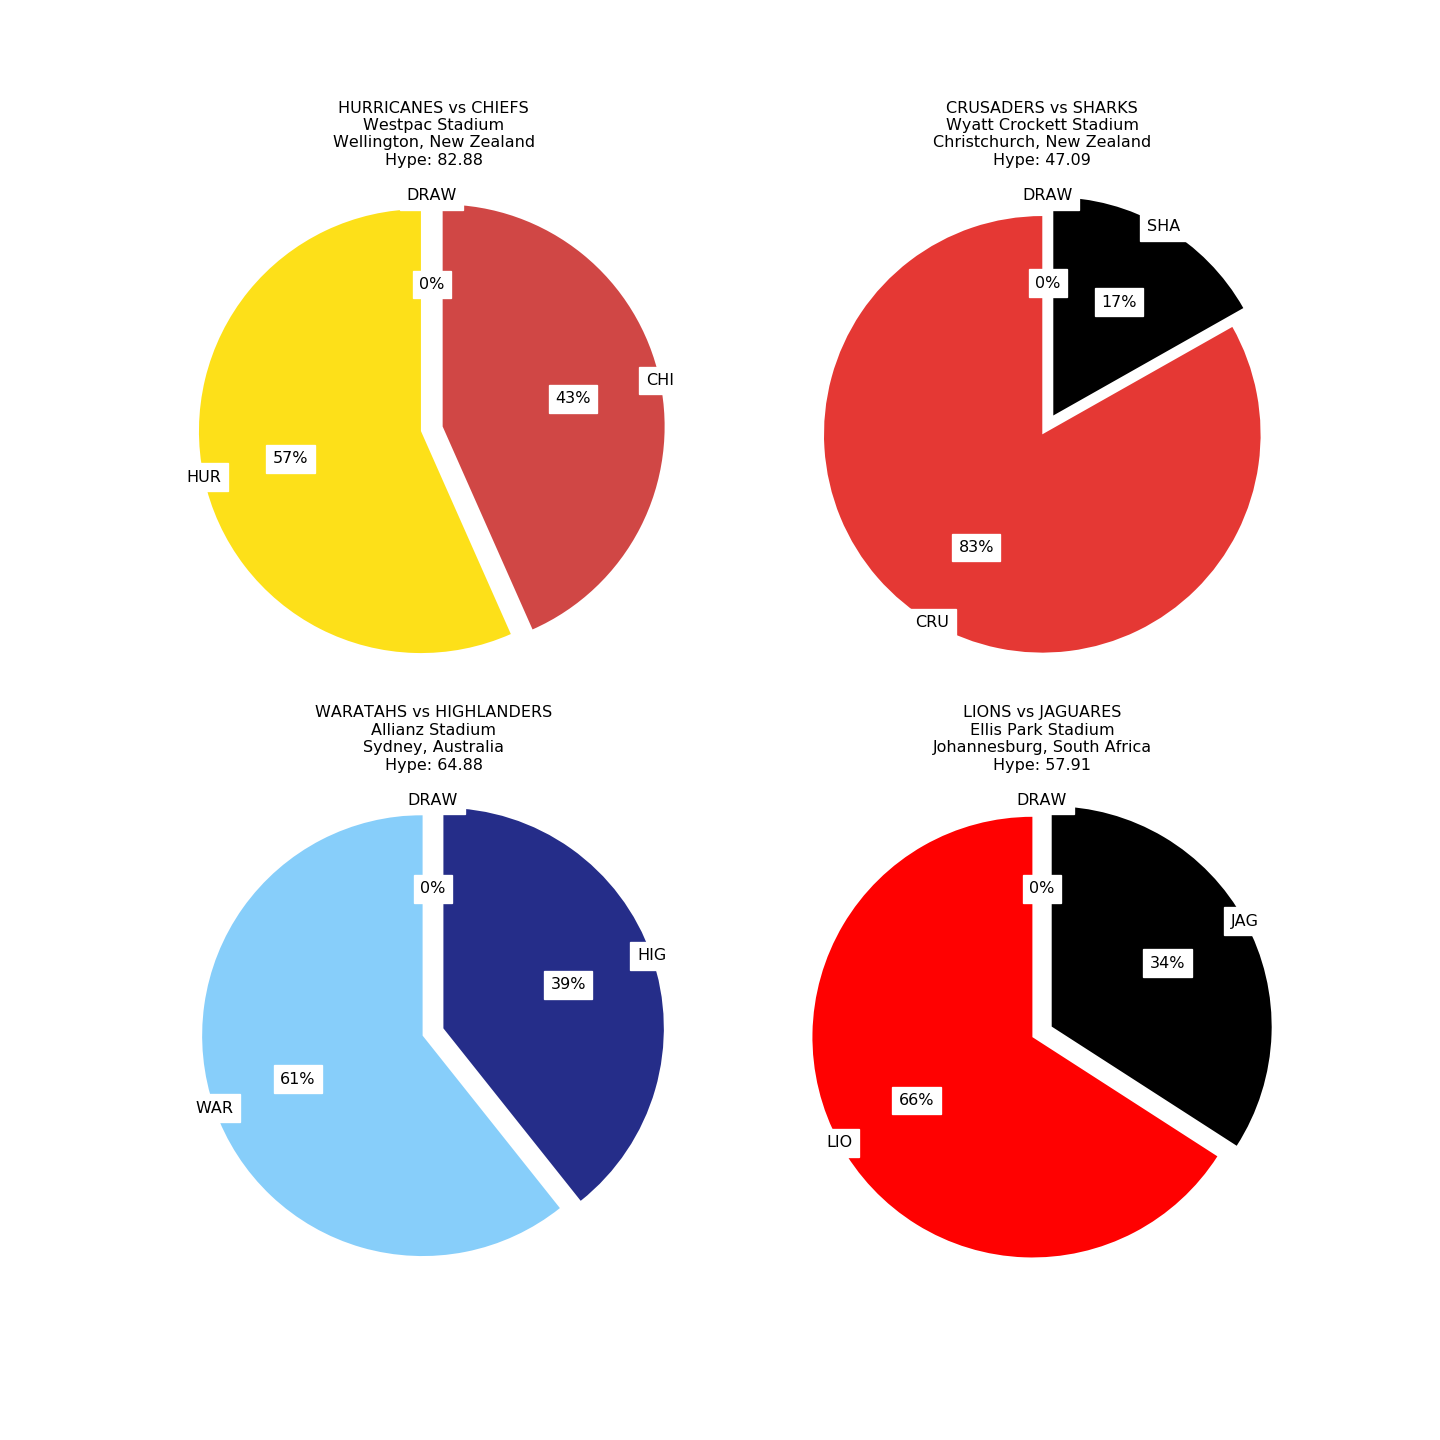 HURRICANES vs CHIEFS
Westpac Stadium
Wellington, New Zealand
Hype: 82.88
DRAW
0%
CHI
43%
57%
HUR
CRUSADERS vs SHARKS
Wyatt Crockett Stadium
Christchurch, New Zealand
Hype: 47.09
DRAW
SHA
0%
17%
83%
CRU
WARATAHS vs HIGHLANDERS
Allianz Stadium
Sydney, Australia
Hype: 64.88
DRAW
0%
HIG
39%
61%
WAR
LIONS vs JAGUARES
Ellis Park Stadium
Johannesburg, South Africa
Hype: 57.91
DRAW
0%
JAG
34%
66%
LIO